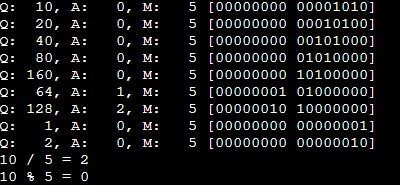 Q:   10, A:    0, M:    5 [00000000 00001010]
Q:   20, A:    0, M:    5 [00000000 00010100]
Q:   40, A:    0, M:    5 [00000000 00101000]
Q:   80, A:    0, M:    5 [00000000 01010000]
Q:  160, A:    0, M:    5 [00000000 10100000]
Q:   64, A:    1, M:    5 [00000001 01000000]
Q:  128, A:    2, M:    5 [00000010 10000000]
Q:    1, A:    0, M:    5 [00000000 00000001]
Q:    2, A:    0, M:    5 [00000000 00000010]
10 / 5 = 2
10 % 5 = 0